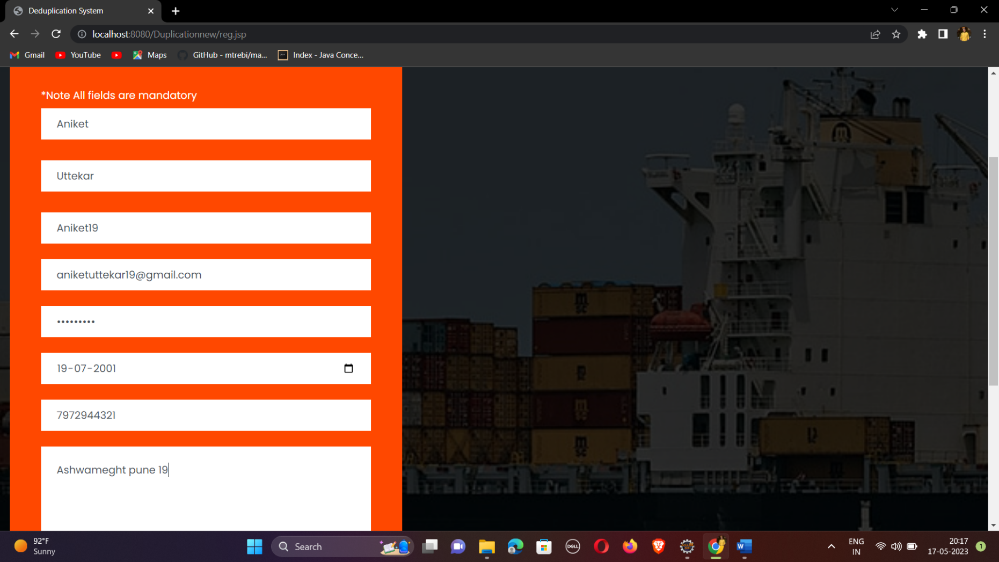 Deduplication System
localhost:8080/Duplicationnew/reg.jsp
Gmail
YouTube
Maps
GitHub - mtrebi/ma...
Index - Java Conce...
*Note All fields are mandatory
Aniket
Uttekar
Aniket19
aniketuttekar19@gmail.com
•••••••••
19-07-2001
7972944321
Ashwameght pune 19
92°F
Sunny
Search
DELL
W
ENG
IN
20:17
17-05-2023
1